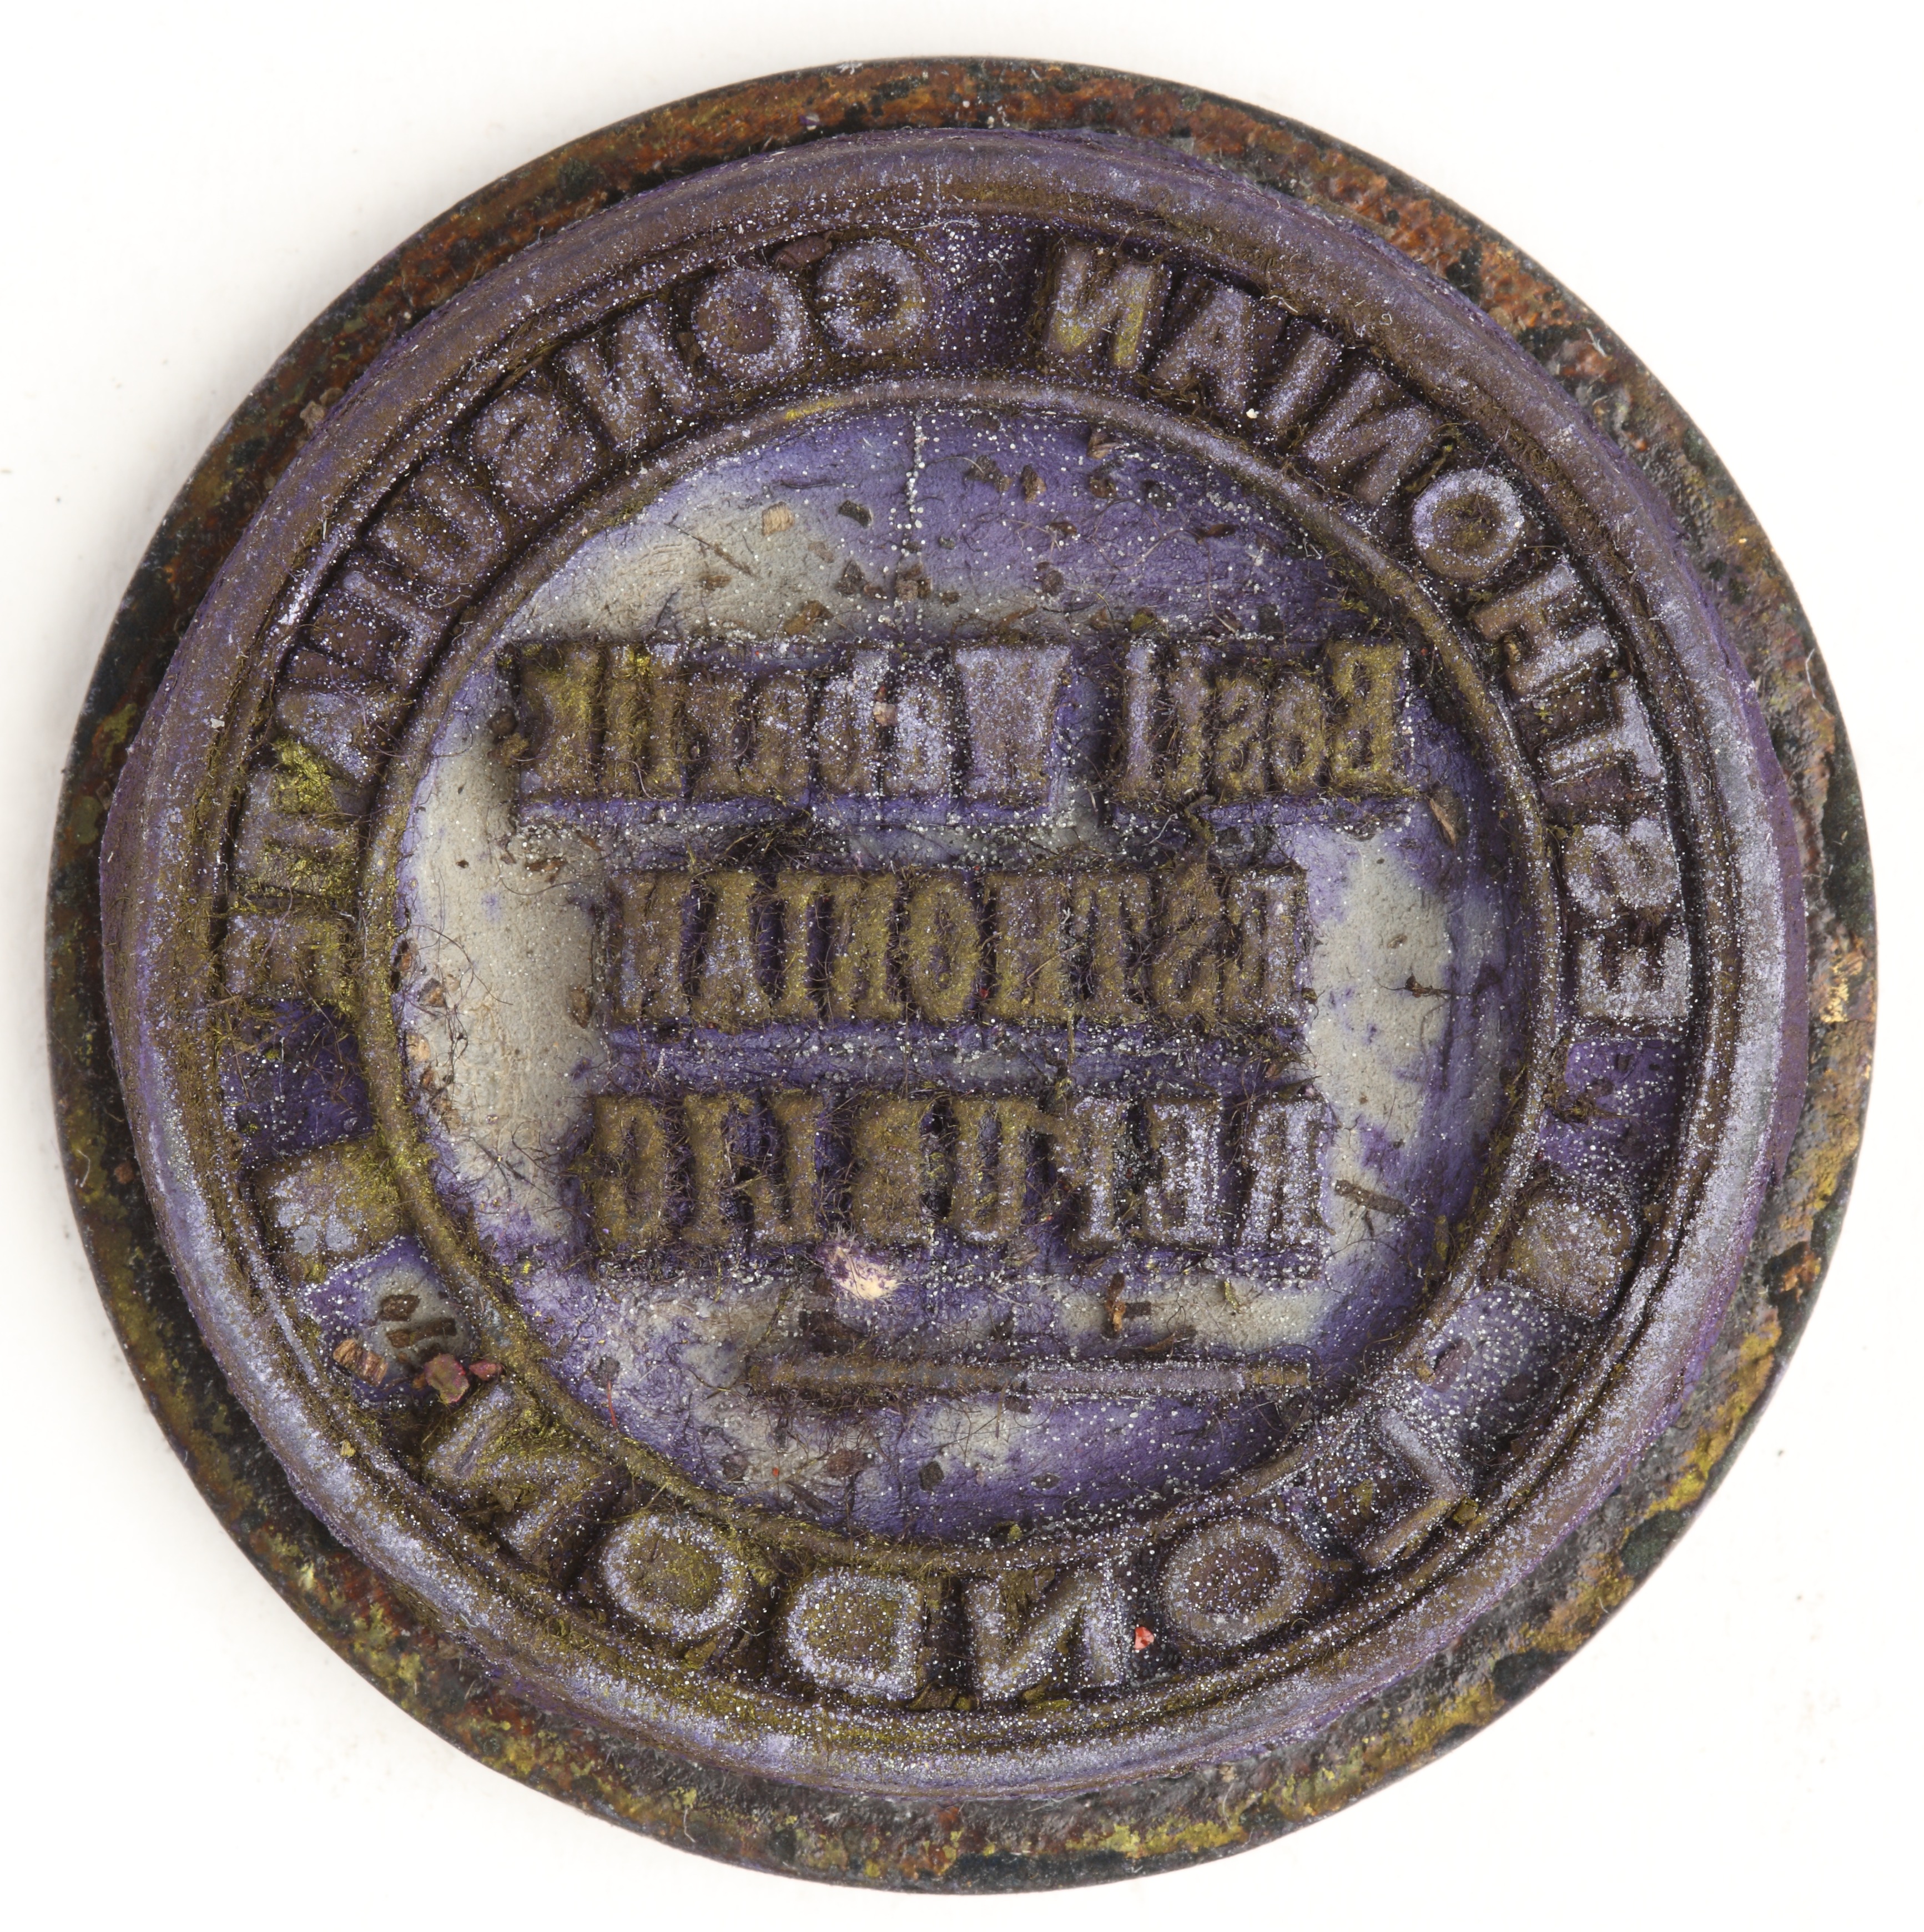 ESTHONIAN CONSULATE
LONDON.
Eesti Vabariik
ESTHONIAN
REPUBLIC